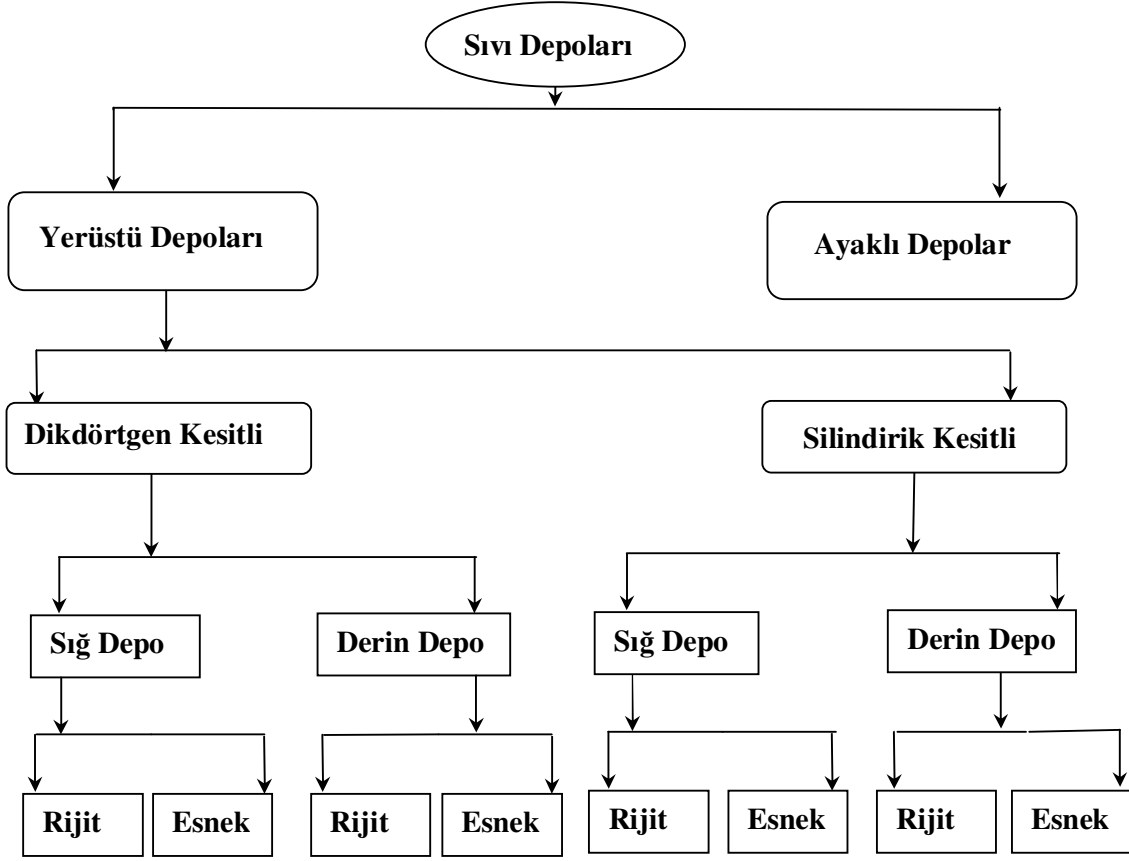 Sıvı Depoları
Yerüstü Depoları
Ayaklı Depolar
Dikdörtgen Kesitli
Silindirik Kesitli
Sığ Depo
Derin Depo
Sığ Depo
Derin Depo
Rijit
Esnek
Rijit
Esnek
Rijit
Esnek
Rijit
Esnek